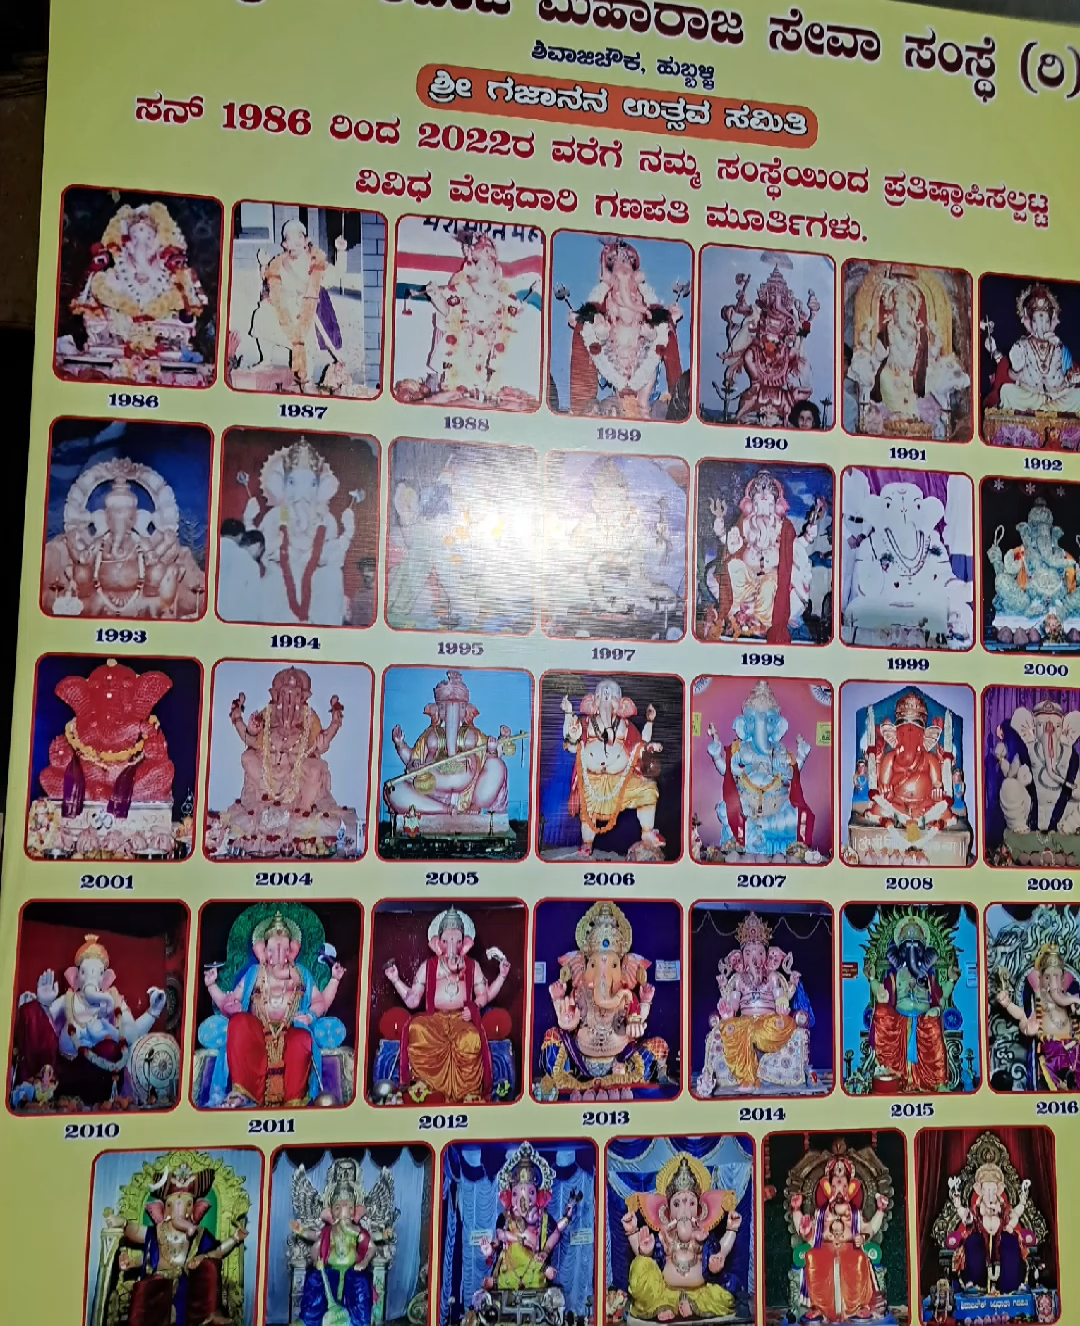 ಮಹಾರಾಜ ಸೇವಾ ಸಂಸ್ಥೆ (ರಿ)
ಶಿವಾಜಿಚೌಕ, ಹುಬ್ಬಳ್ಳಿ
ಶ್ರೀ ಗಜಾನನ ಉತ್ಸವ ಸಮಿತಿ
ಸನ್ 1986 ರಿಂದ 2022ರ ವರೆಗೆ ನಮ್ಮ ಸಂಸ್ಥೆಯಿಂದ ಪ್ರತಿಷ್ಠಾಪಿಸಲ್ಪಟ್ಟ
ವಿವಿಧ ವೇಷದಾರಿ ಗಣಪತಿ ಮೂರ್ತಿಗಳು.
1986 1987 1988 1989 1990 1991 1992
1993 1994 1995 1997 1998 1999 2000
2001 2004 2005 2006 2007 2008 2009
2010 2011 2012 2013 2014 2015 2016